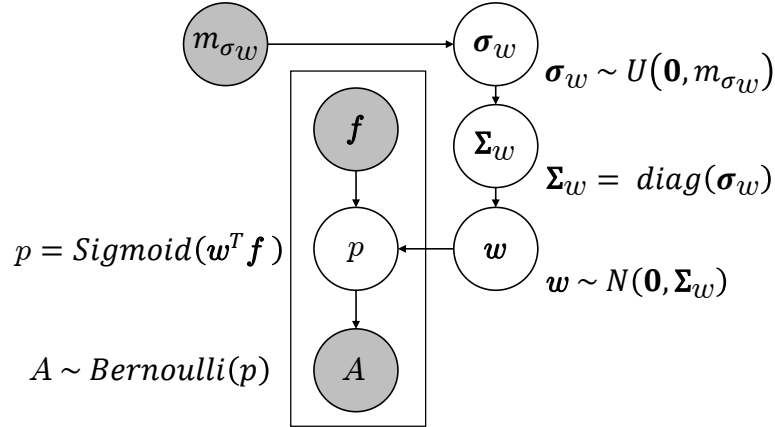 m_{σ_w}
𝝈_w
𝝈_w ~ U(𝟎, m_{σ_w})
𝒇
𝚺_w
𝚺_w = diag(𝝈_w)
p = Sigmoid(𝒘^T 𝒇)
p
𝒘
𝒘 ~ N(𝟎, 𝚺_w)
A ~ Bernoulli(p)
A